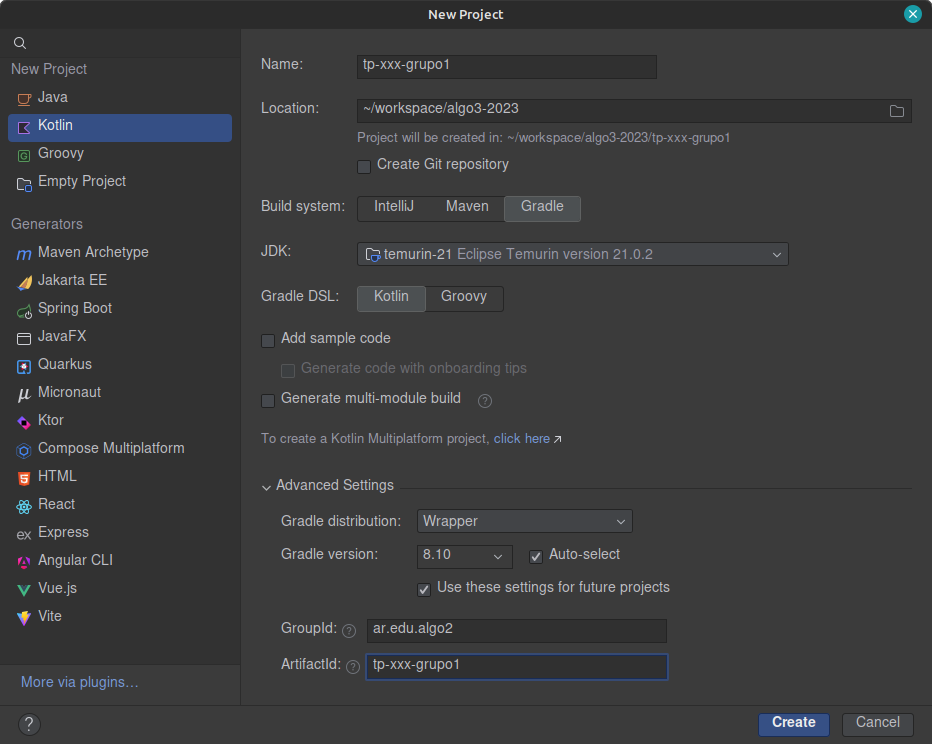 New Project
New Project
Java
Kotlin
Groovy
Empty Project
Generators
Maven Archetype
Jakarta EE
Spring Boot
JavaFX
Quarkus
Micronaut
Ktor
Compose Multiplatform
HTML
React
Express
Angular CLI
Vue.js
Vite
More via plugins…
Name: tp-xxx-grupo1
Location: ~/workspace/algo3-2023
Project will be created in: ~/workspace/algo3-2023/tp-xxx-grupo1
Create Git repository
Build system: IntelliJ Maven Gradle
JDK: temurin-21 Eclipse Temurin version 21.0.2
Gradle DSL: Kotlin Groovy
Add sample code
Generate code with onboarding tips
Generate multi-module build ?
To create a Kotlin Multiplatform project, click here ↗
Advanced Settings
Gradle distribution: Wrapper
Gradle version: 8.10 Auto-select
Use these settings for future projects
GroupId: ? ar.edu.algo2
ArtifactId: ? tp-xxx-grupo1
? Create Cancel